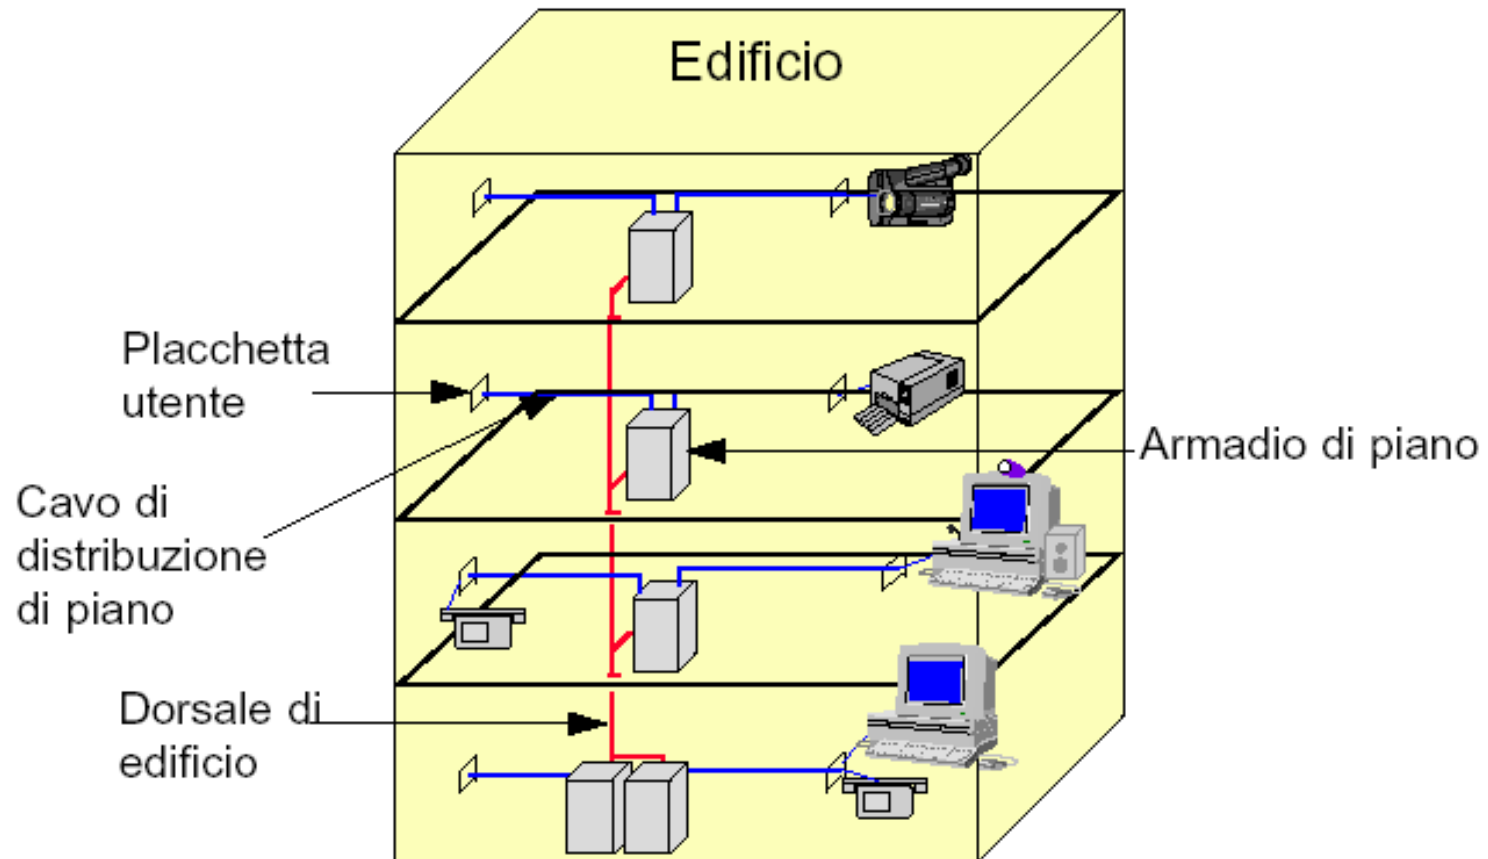 Edificio
Placchetta
utente
Armadio di piano
Cavo di
distribuzione
di piano
Dorsale di
edificio